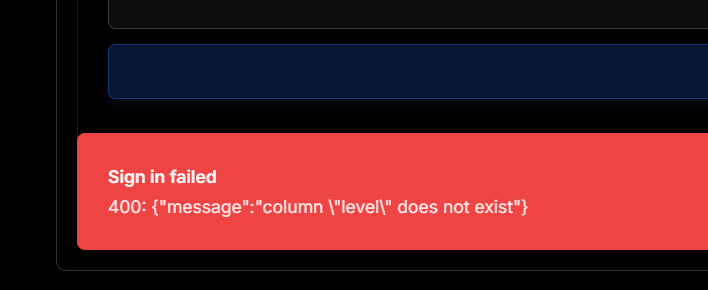 Sign in failed
400: {"message":"column \"level\" does not exist"}